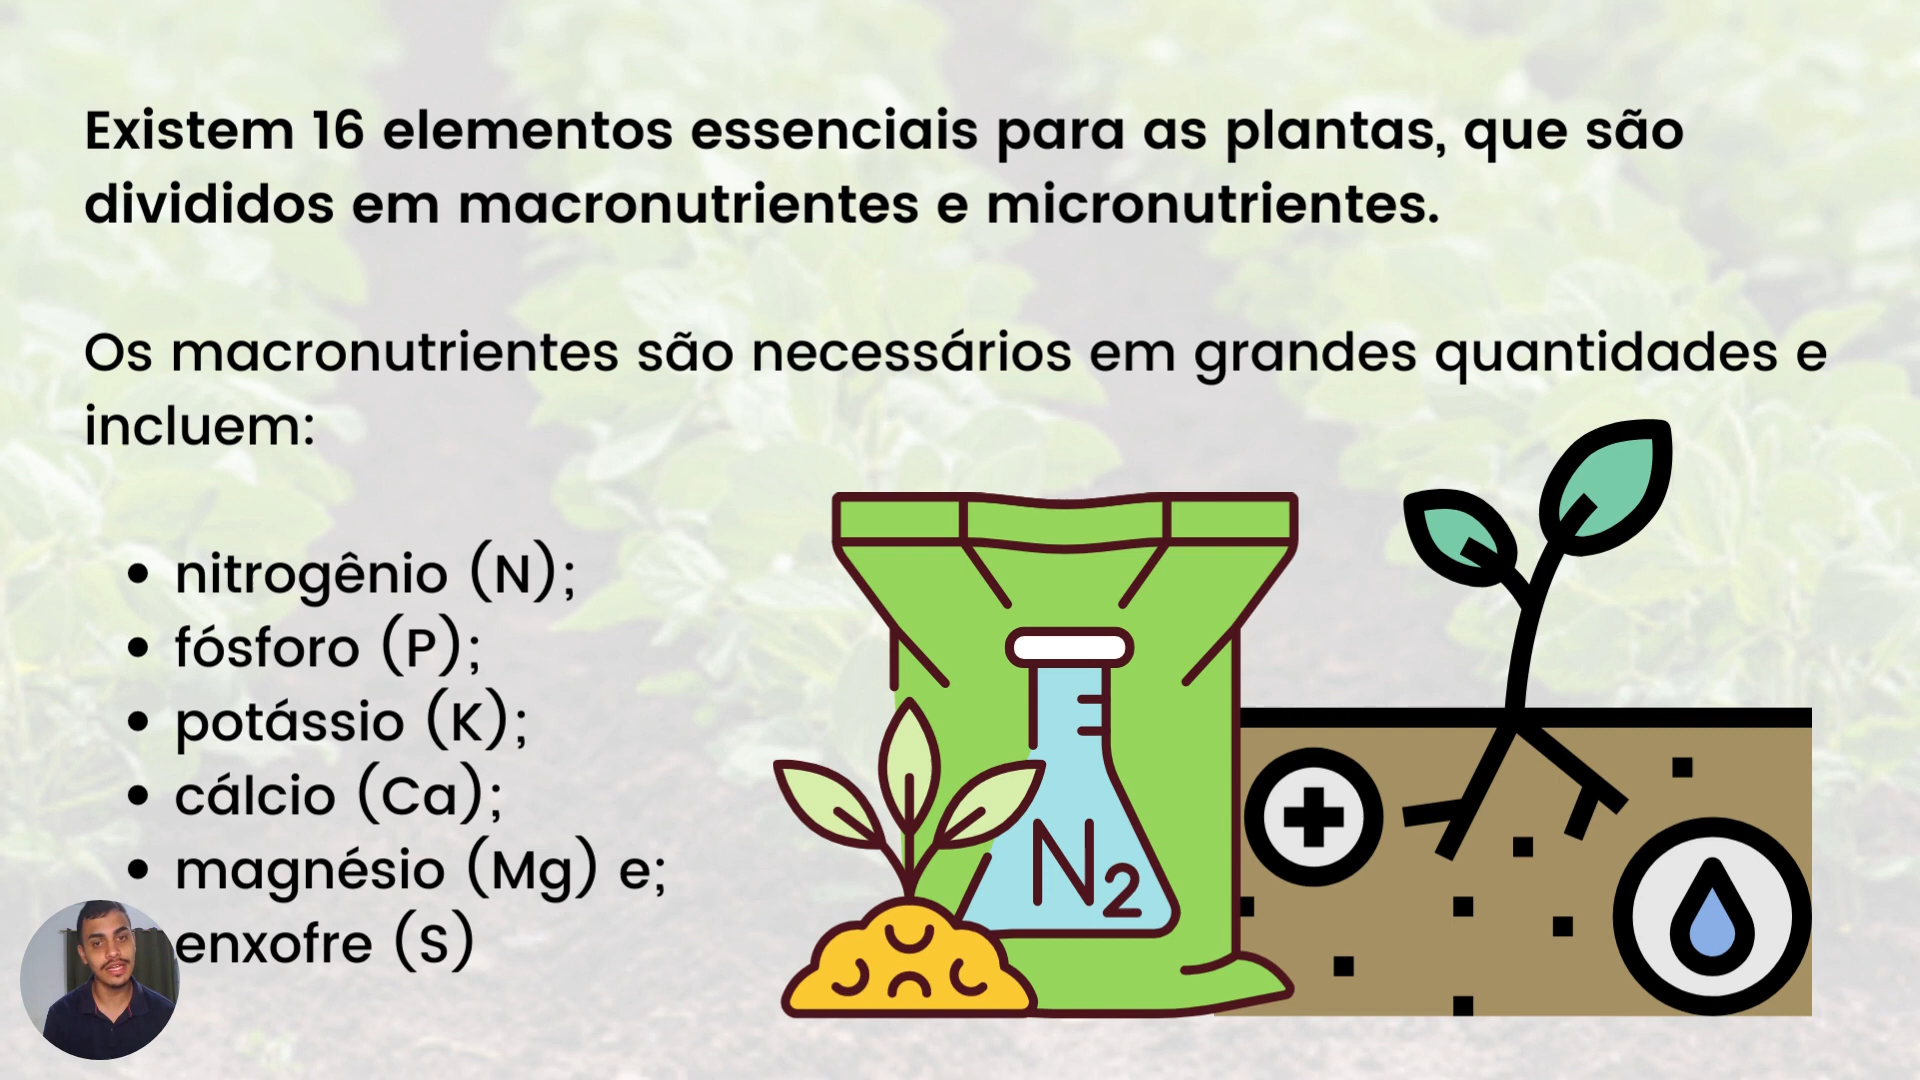 Existem 16 elementos essenciais para as plantas, que são
divididos em macronutrientes e micronutrientes.
Os macronutrientes são necessários em grandes quantidades e
incluem:
• nitrogênio (N);
• fósforo (P);
• potássio (K);
• cálcio (Ca);
• magnésio (Mg) e;
enxofre (S)
N2